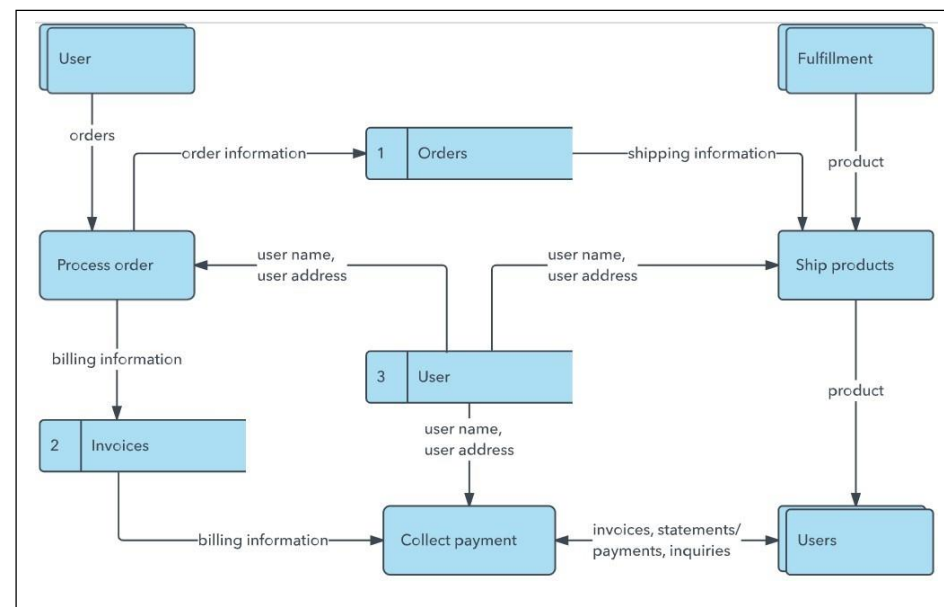 User
Fulfillment
orders
order information
1
Orders
shipping information
product
Process order
user name,
user address
user name,
user address
Ship products
billing information
3
User
product
2
Invoices
user name,
user address
billing information
Collect payment
invoices, statements/
payments, inquiries
Users